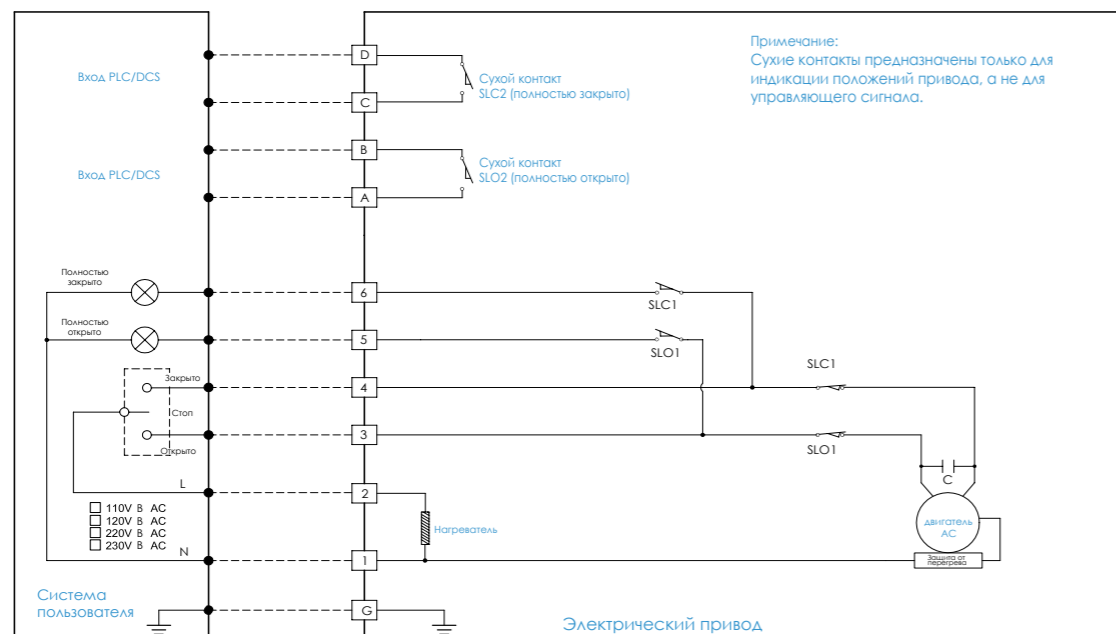 Примечание:
Сухие контакты предназначены только для
индикации положений привода, а не для
управляющего сигнала.
D
Вход PLC/DCS
Сухой контакт
SLC2 (полностью закрыто)
C
B
Вход PLC/DCS
Сухой контакт
SLO2 (полностью открыто)
A
Полностью
закрыто
6
SLC1
Полностью
открыто
5
SLO1
Закрыто
4
SLC1
Стоп
3
SLO1
Открыто
L
2
C
110V В AC
120V В AC
220V В AC
230V В AC
Нагреватель
двигатель
AC
N
1
Защита от
перегрева
Система
пользователя
G
Электрический привод